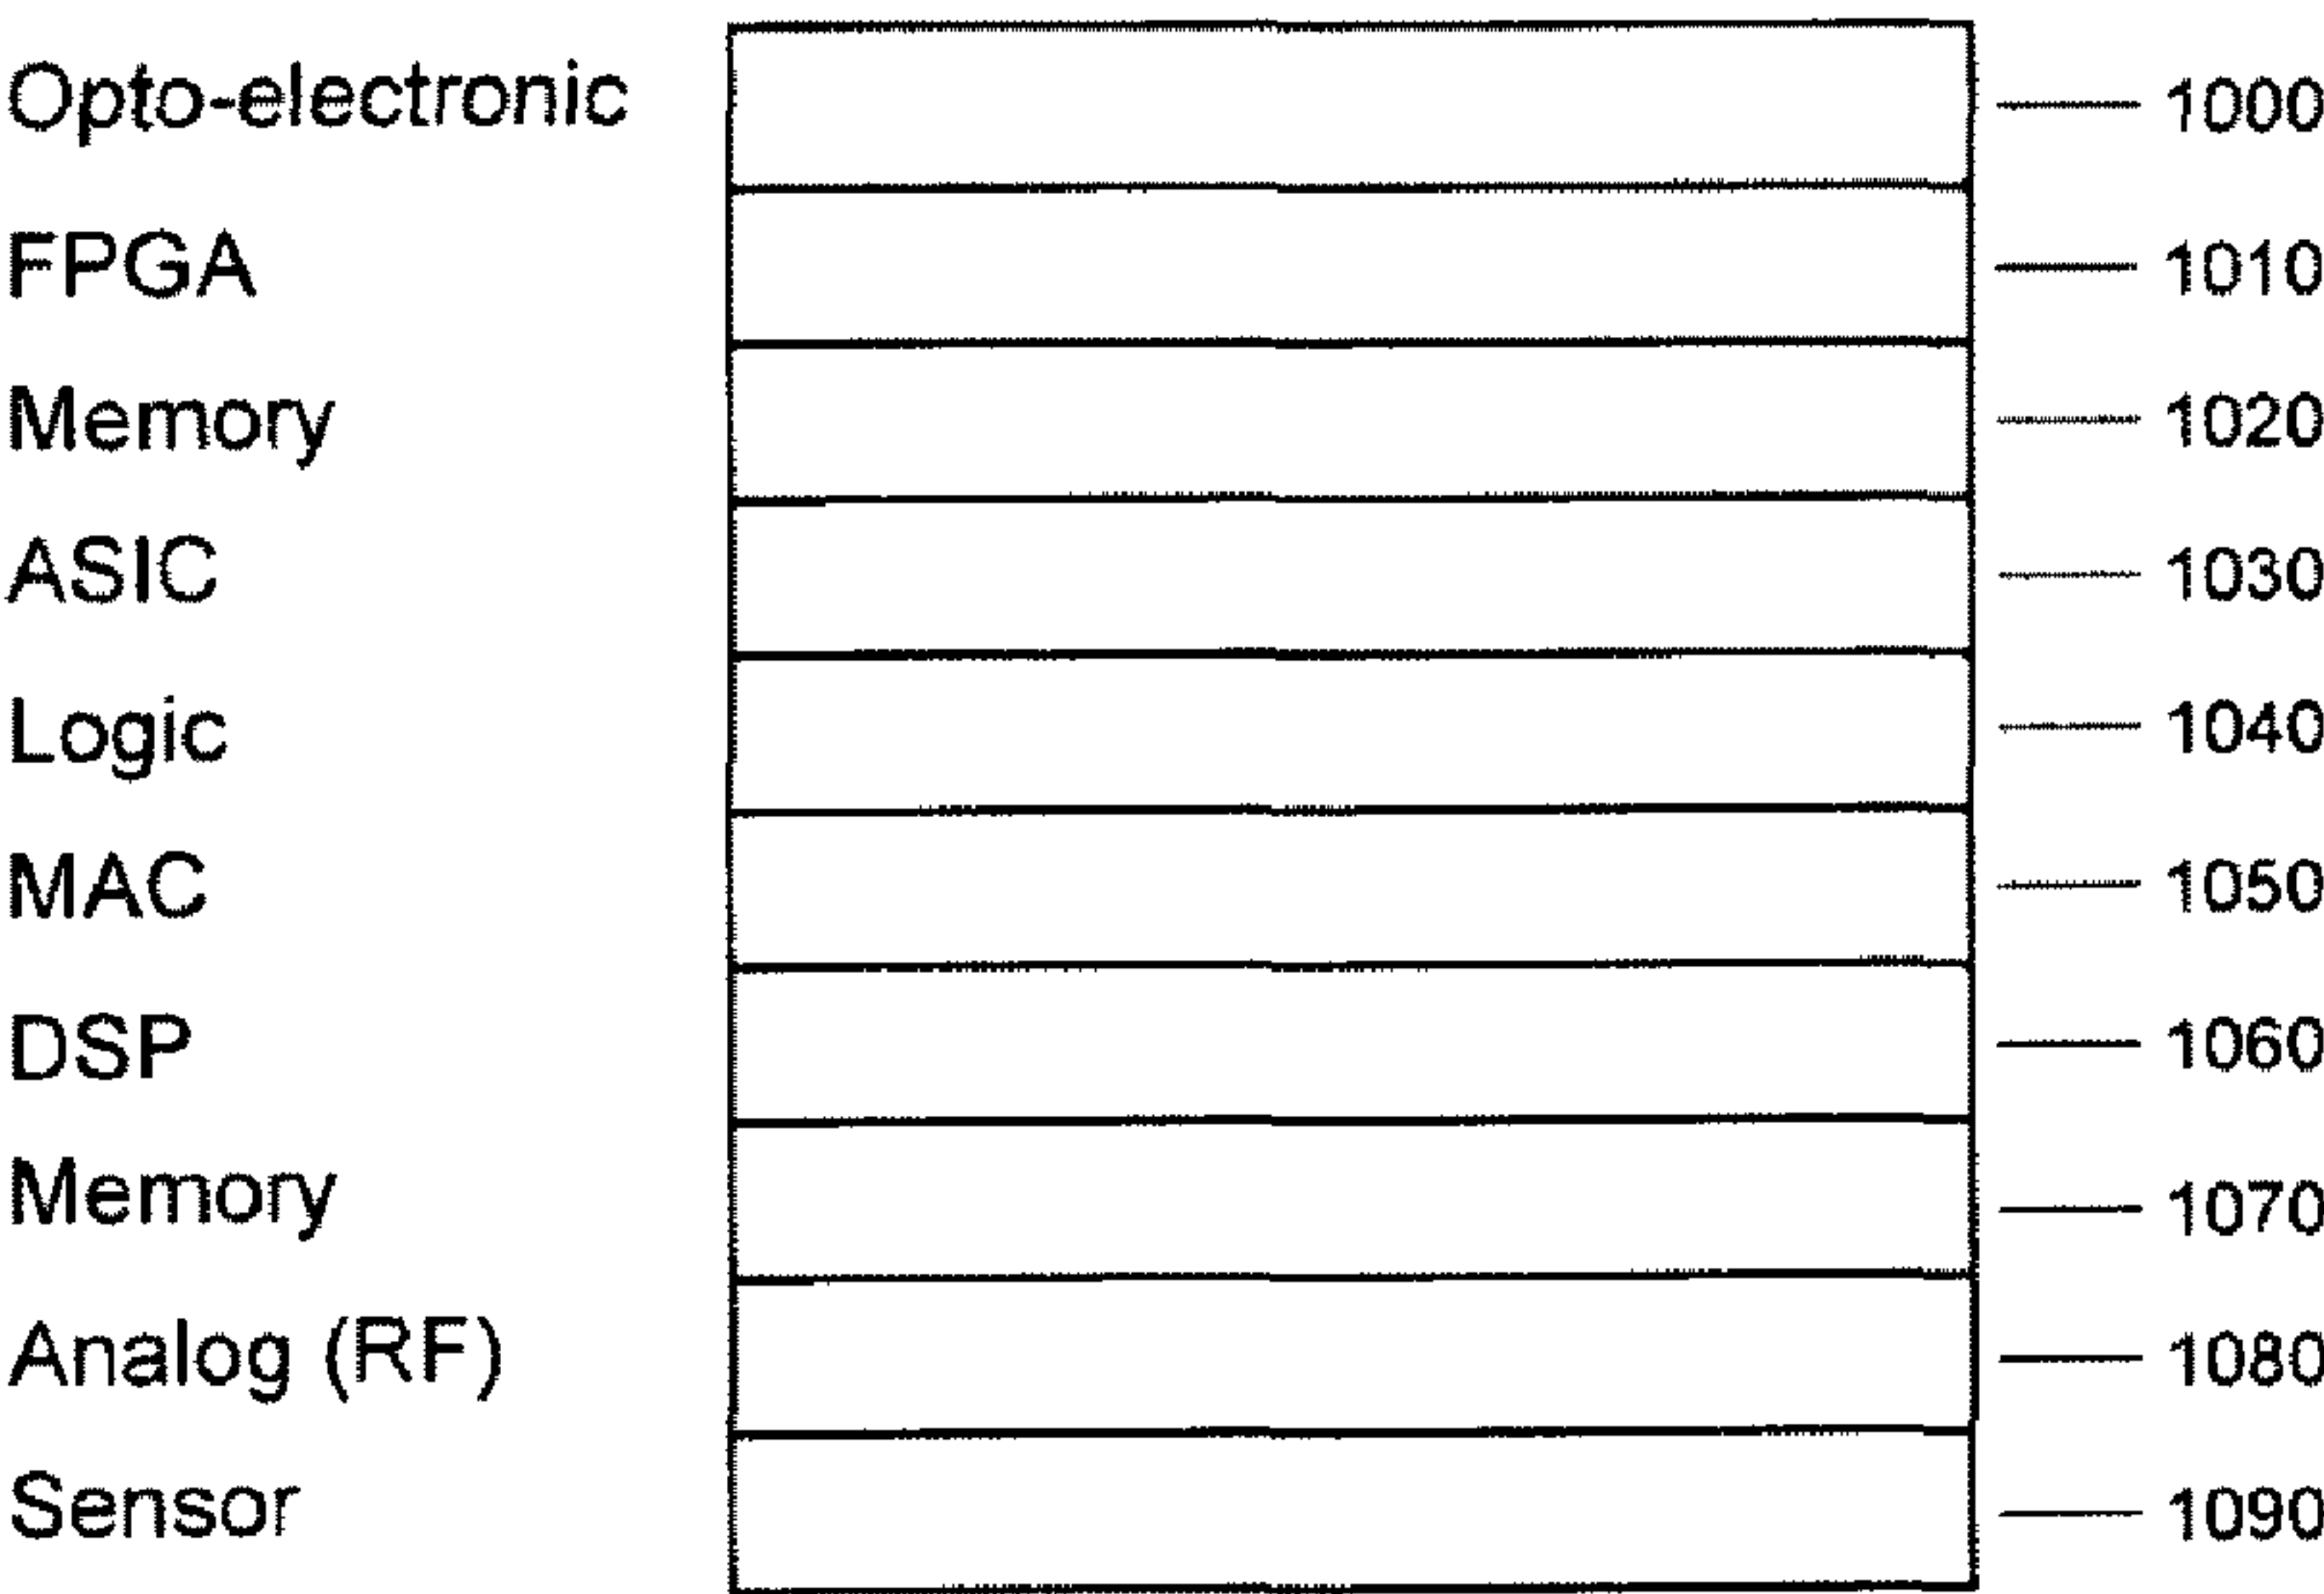 Opto-electronic 1000
FPGA 1010
Memory 1020
ASIC 1030
Logic 1040
MAC 1050
DSP 1060
Memory 1070
Analog (RF) 1080
Sensor 1090